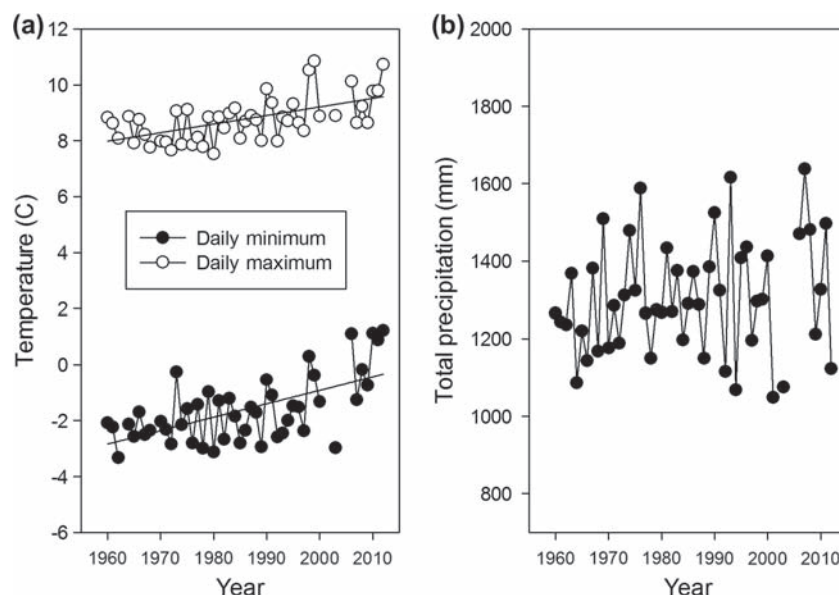 (a)
12
10
8
6
4
2
0
-2
-4
-6
Temperature (C)
Daily minimum
Daily maximum
1960 1970 1980 1990 2000 2010
Year
(b)
2000
1800
1600
1400
1200
1000
800
Total precipitation (mm)
1960 1970 1980 1990 2000 2010
Year